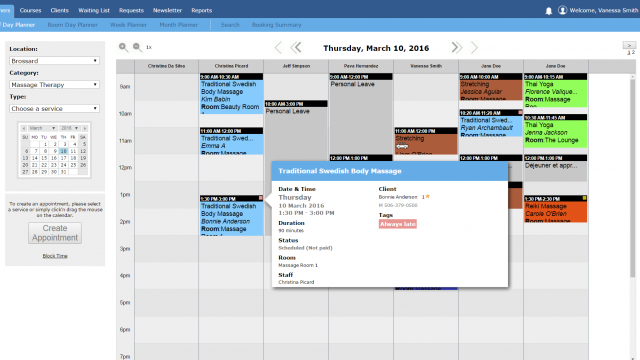 ners Courses Clients Waiting List Requests Newsletter Reports Welcome, Vanessa Smith
Day Planner Room Day Planner Week Planner Month Planner Search Booking Summary
Location:
Brossard
Category:
Massage Therapy
Type:
Choose a service
March 2016
MO TU WE TH FR SA SU
1 2 3 4 5 6
7 8 9 10 11 12 13
14 15 16 17 18 19 20
21 22 23 24 25 26 27
28 29 30 31
To create an appointment, please select
a service or simply click'n drag the mouse
on the calendar.
Create
Appointment
Block Time
1x
Thursday, March 10, 2016
1 2
Christina Da Silva Christina Picard Jeff Simpson Pava Hernandez Vanessa Smith Jane Doe Jane Doe
9am
10am
11am
12pm
1pm
2pm
3pm
4pm
5pm
6pm
7pm
9:00 AM-10:30 AM
Traditional Swedish
Body Massage
Kim Babin
Room:Beauty Room
11:00 AM-12:00 PM
Traditional Swed...
Emma A
Room:Massage
1:30 PM-3:00 PM
Traditional Swedish
Body Massage
Bonnie Anderson
Room:Massage
10:00 AM-3:00 PM
Personal Leave
9:00 AM-12:00 PM
Personal Leave
12:00 PM-1:00 PM
11:00 AM-12:00 PM
Stretching
12:00 PM-1:00 PM
9:00 AM-10:00 AM
Stretching
Jessica Aguiar
Room:Massage
10:20 AM-11:20 AM
Traditional Swed...
Ryan Archambault
Room:Massage
12:00 PM-1:00 PM
9:00 AM-10:15 AM
Thai Yoga
Florence Valique...
Room:Massage
10:30 AM-11:45 AM
Thai Yoga
Jenna Jackson
Room:The Lounge
12:00 PM-1:00 PM
Déjeuner et appr...
1:30 PM-2:30 PM
Reiki Massage
Carole O'Brien
Room:Massage
Traditional Swedish Body Massage
Date & Time
Thursday
10 March 2016
1:30 PM - 3:00 PM
Duration
90 minutes
Status
Scheduled (Not paid)
Room
Massage Room 1
Staff
Christina Picard
Client
Bonnie Anderson 1
M 506-378-0500
Tags
Always late